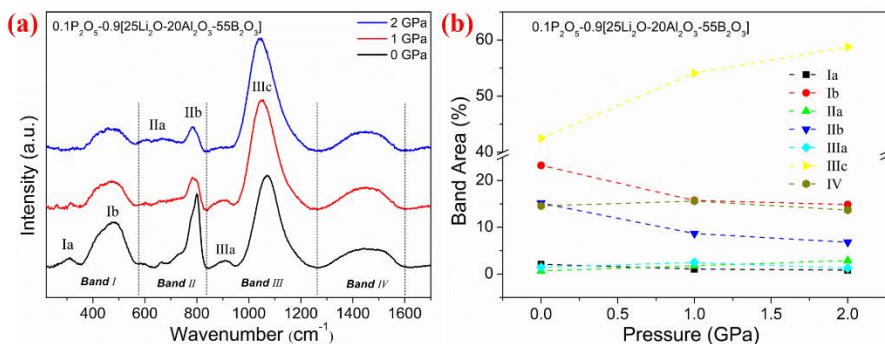 (a)
0.1P₂O₅-0.9[25Li₂O-20Al₂O₃-55B₂O₃]
2 GPa
1 GPa
0 GPa
IIIc
IIa
IIb
Ia
Ib
IIIa
Band I
Band II
Band III
Band IV
400
600
800
1000
1200
1400
1600
Wavenumber (cm⁻¹)
Intensity (a.u.)
(b)
0.1P₂O₅-0.9[25Li₂O-20Al₂O₃-55B₂O₃]
Ia
Ib
IIa
IIb
IIIa
IIIc
IV
60
50
40
20
10
0
0.0
0.5
1.0
1.5
2.0
Pressure (GPa)
Band Area (%)